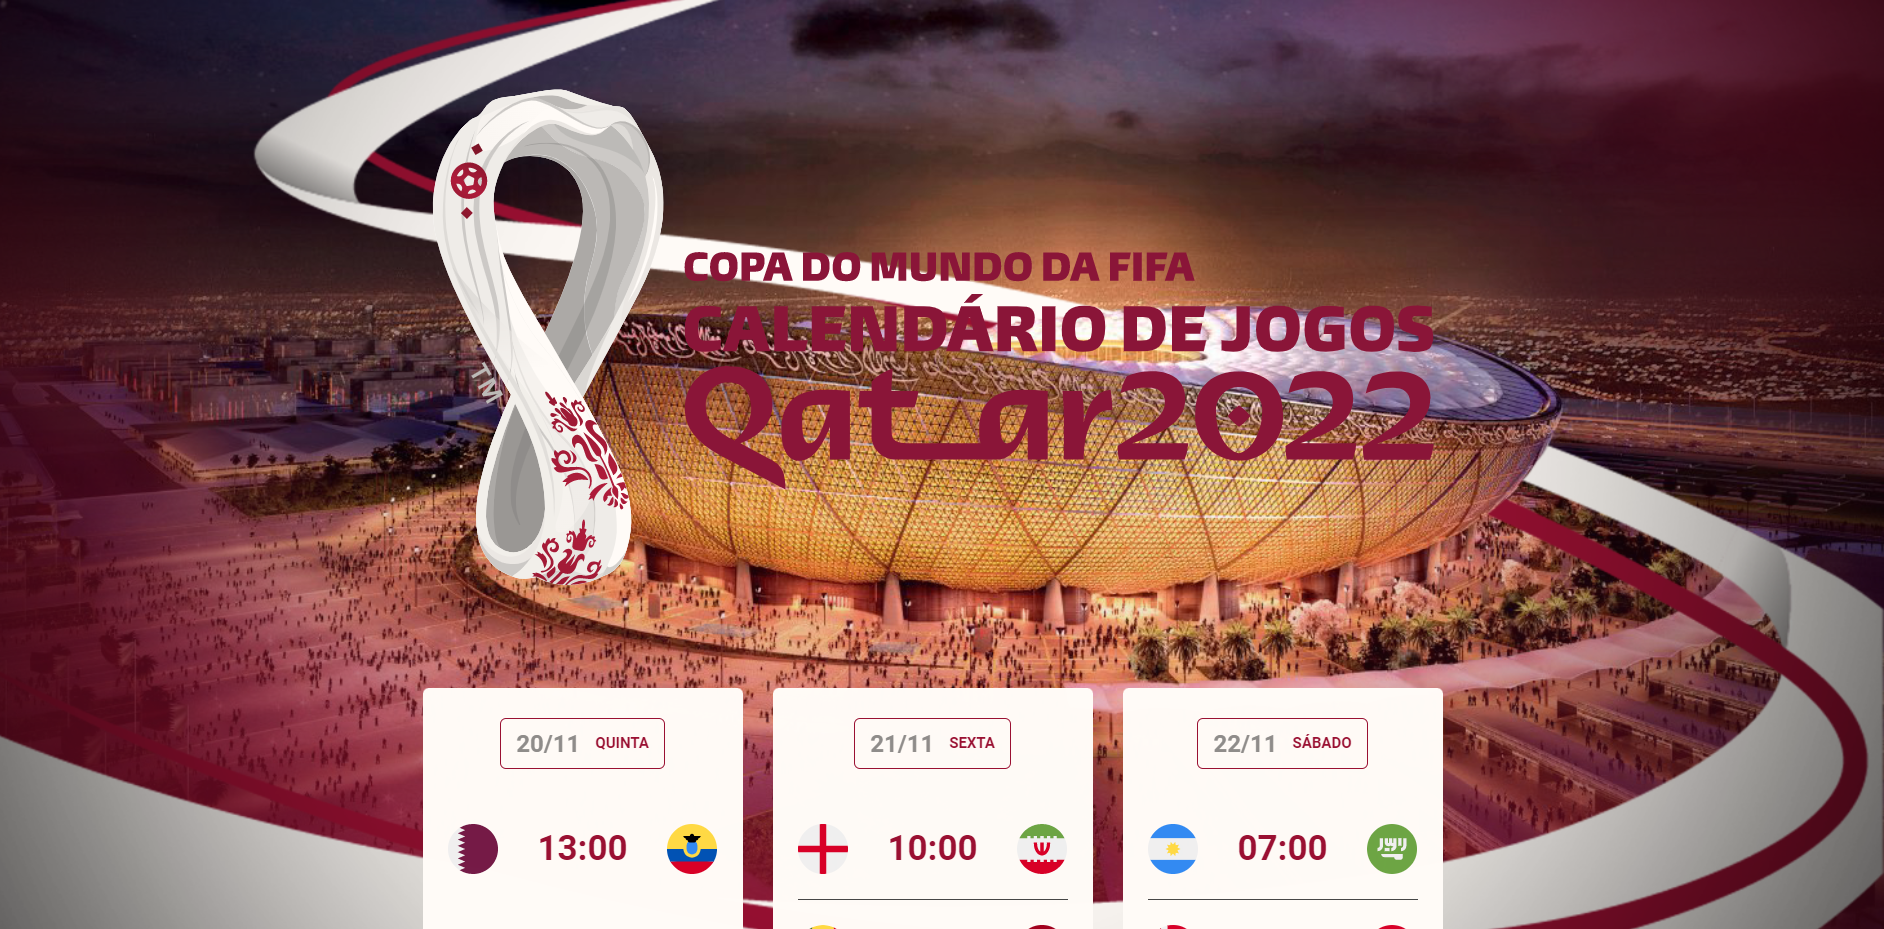 COPA DO MUNDO DA FIFA
CALENDÁRIO DE JOGOS
Qatar2022
TM
20/11 QUINTA
21/11 SEXTA
22/11 SÁBADO
13:00
10:00
07:00